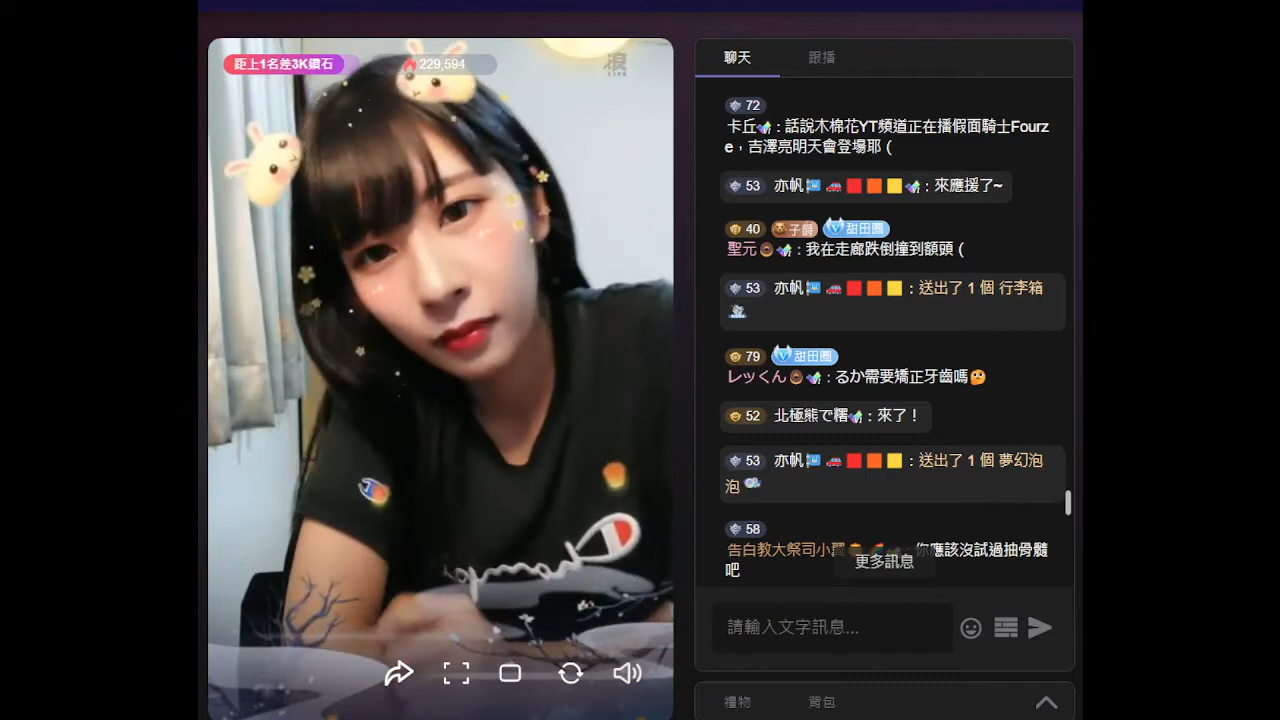 距上1名差3K鑽石
229,594
浪
LIFE
聊天
跟播
72
卡丘：話說木棉花YT頻道正在播假面騎士Fourz
e，吉澤亮明天會登場耶（
53 亦帆：來應援了~
40 子爵 甜田圈
聖元：我在走廊跌倒撞到額頭（
53 亦帆：送出了 1 個 行李箱
79 甜田圈
レッくん：るか需要矯正牙齒嗎
52 北極熊で糬：來了！
53 亦帆：送出了 1 個 夢幻泡
泡
58
告白教大祭司小翼 你應該沒試過抽骨髓
吧
更多訊息
請輸入文字訊息...
禮物
背包